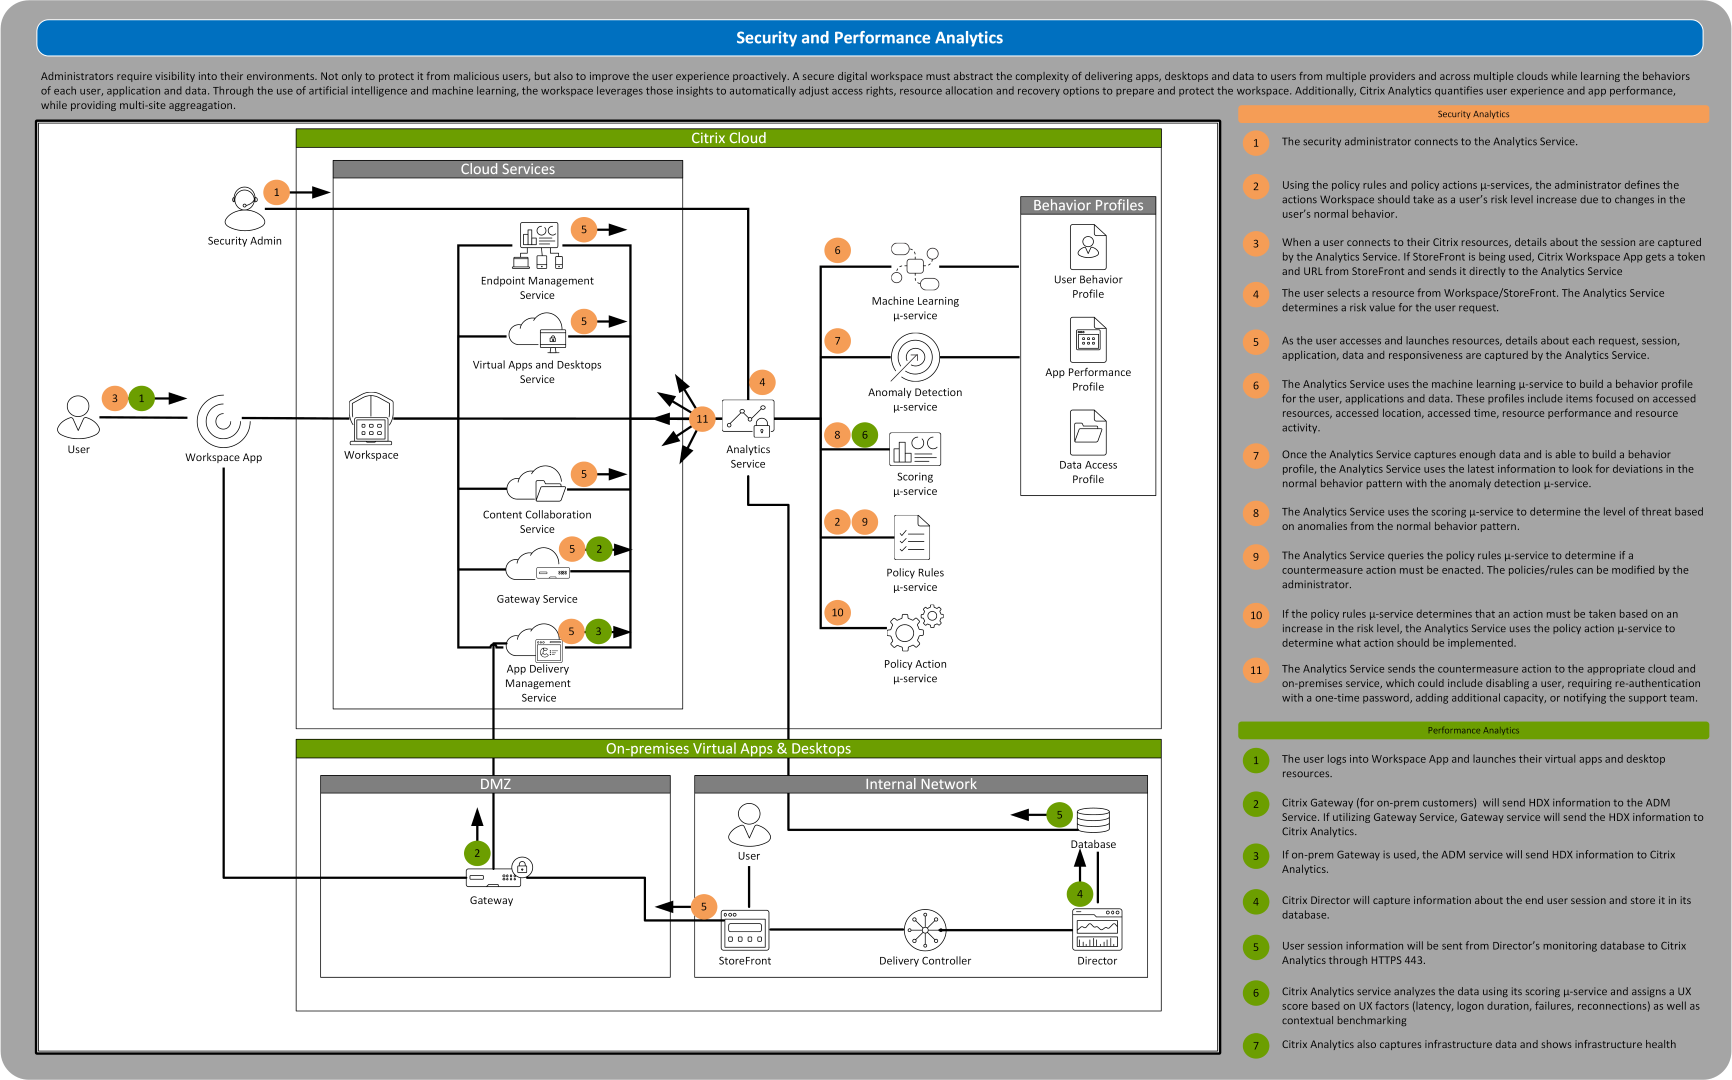 Security and Performance Analytics
Administrators require visibility into their environments. Not only to protect it from malicious users, but also to improve the user experience proactively. A secure digital workspace must abstract the complexity of delivering apps, desktops and data to users from multiple providers and across multiple clouds while learning the behaviors
of each user, application and data. Through the use of artificial intelligence and machine learning, the workspace leverages those insights to automatically adjust access rights, resource allocation and recovery options to prepare and protect the workspace. Additionally, Citrix Analytics quantifies user experience and app performance,
while providing multi-site aggreagation.
Citrix Cloud
Cloud Services
1
Security Admin
5
Endpoint Management
Service
5
Virtual Apps and Desktops
Service
3 1
User
Workspace App
Workspace
5
Content Collaboration
Service
5 2
Gateway Service
5 3
App Delivery
Management
Service
11
4
Analytics
Service
6
Machine Learning
µ-service
7
Anomaly Detection
µ-service
8 6
Scoring
µ-service
2 9
Policy Rules
µ-service
10
Policy Action
µ-service
Behavior Profiles
User Behavior
Profile
App Performance
Profile
Data Access
Profile
On-premises Virtual Apps & Desktops
DMZ
2
Gateway
Internal Network
User
5
StoreFront
Delivery Controller
5
Database
4
Director
Security Analytics
1 The security administrator connects to the Analytics Service.
2 Using the policy rules and policy actions µ-services, the administrator defines the
actions Workspace should take as a user's risk level increase due to changes in the
user's normal behavior.
3 When a user connects to their Citrix resources, details about the session are captured
by the Analytics Service. If StoreFront is being used, Citrix Workspace App gets a token
and URL from StoreFront and sends it directly to the Analytics Service
4 The user selects a resource from Workspace/StoreFront. The Analytics Service
determines a risk value for the user request.
5 As the user accesses and launches resources, details about each request, session,
application, data and responsiveness are captured by the Analytics Service.
6 The Analytics Service uses the machine learning µ-service to build a behavior profile
for the user, applications and data. These profiles include items focused on accessed
resources, accessed location, accessed time, resource performance and resource
activity.
7 Once the Analytics Service captures enough data and is able to build a behavior
profile, the Analytics Service uses the latest information to look for deviations in the
normal behavior pattern with the anomaly detection µ-service.
8 The Analytics Service uses the scoring µ-service to determine the level of threat based
on anomalies from the normal behavior pattern.
9 The Analytics Service queries the policy rules µ-service to determine if a
countermeasure action must be enacted. The policies/rules can be modified by the
administrator.
10 If the policy rules µ-service determines that an action must be taken based on an
increase in the risk level, the Analytics Service uses the policy action µ-service to
determine what action should be implemented.
11 The Analytics Service sends the countermeasure action to the appropriate cloud and
on-premises service, which could include disabling a user, requiring re-authentication
with a one-time password, adding additional capacity, or notifying the support team.
Performance Analytics
1 The user logs into Workspace App and launches their virtual apps and desktop
resources.
2 Citrix Gateway (for on-prem customers) will send HDX information to the ADM
Service. If utilizing Gateway Service, Gateway service will send the HDX information to
Citrix Analytics.
3 If on-prem Gateway is used, the ADM service will send HDX information to Citrix
Analytics.
4 Citrix Director will capture information about the end user session and store it in its
database.
5 User session information will be sent from Director's monitoring database to Citrix
Analytics through HTTPS 443.
6 Citrix Analytics service analyzes the data using its scoring µ-service and assigns a UX
score based on UX factors (latency, logon duration, failures, reconnections) as well as
contextual benchmarking
7 Citrix Analytics also captures infrastructure data and shows infrastructure health